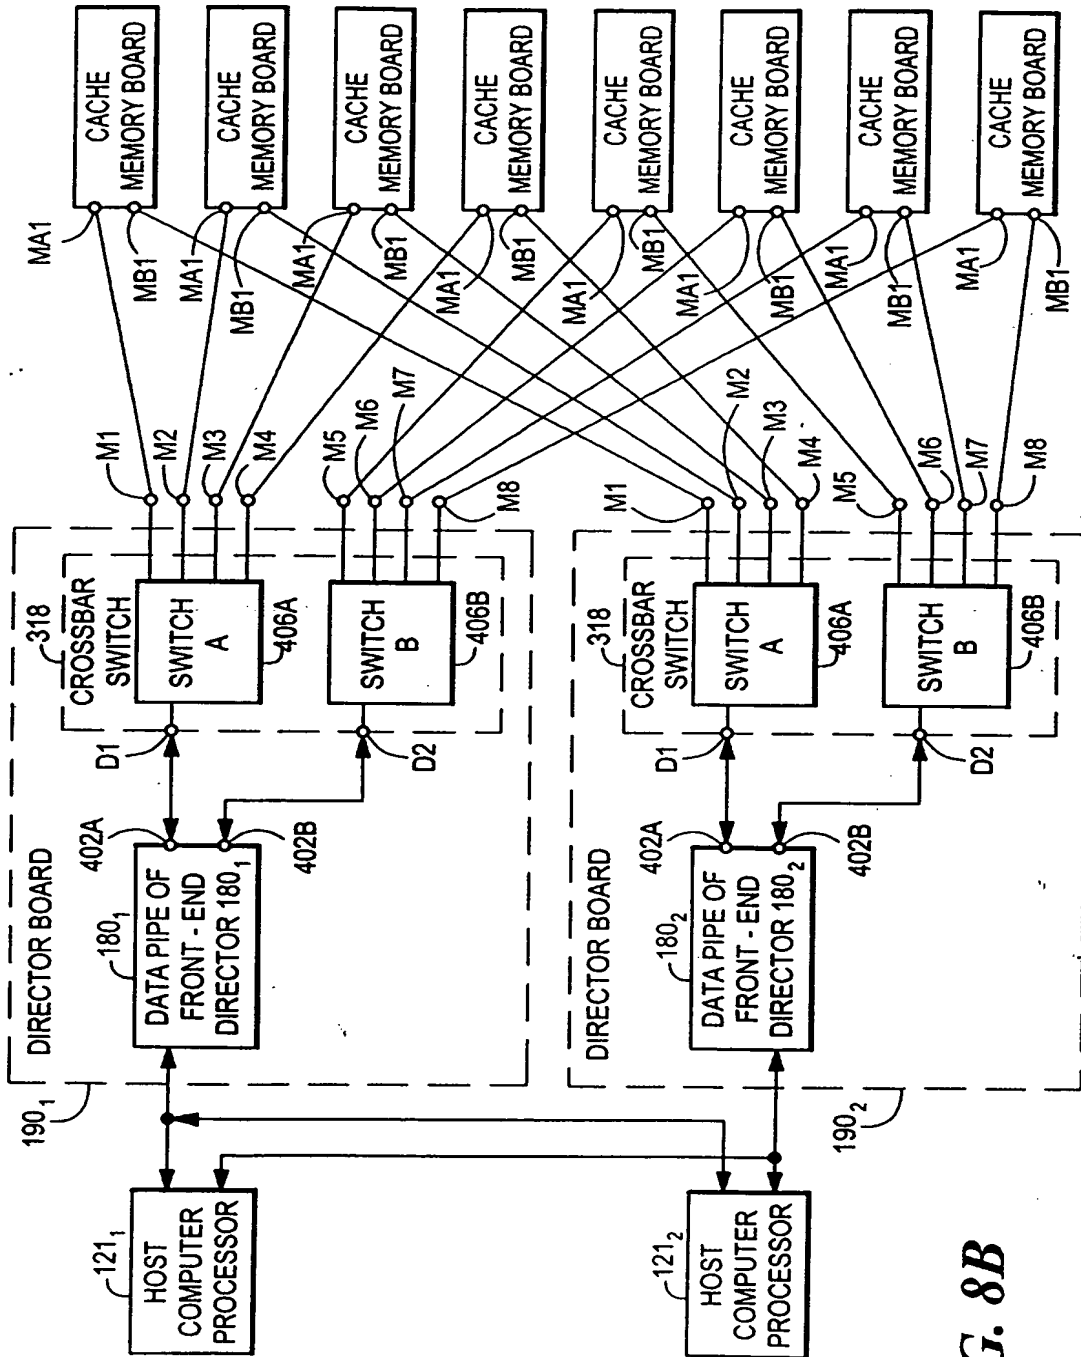 190₁
DIRECTOR BOARD
121₁
HOST
COMPUTER
PROCESSOR
180₁
DATA PIPE OF
FRONT - END
DIRECTOR 180₁
402A
402B
D1
D2
318
CROSSBAR
SWITCH
SWITCH
A
406A
SWITCH
B
406B
M1
M2
M3
M4
M5
M6
M7
M8
190₂
DIRECTOR BOARD
121₂
HOST
COMPUTER
PROCESSOR
180₂
DATA PIPE OF
FRONT - END
DIRECTOR 180₂
402A
402B
D1
D2
318
CROSSBAR
SWITCH
SWITCH
A
406A
SWITCH
B
406B
M1
M2
M3
M4
M5
M6
M7
M8
MA1
MB1
CACHE
MEMORY BOARD
MA1
MB1
CACHE
MEMORY BOARD
MA1
MB1
CACHE
MEMORY BOARD
MA1
MB1
CACHE
MEMORY BOARD
MA1
MB1
CACHE
MEMORY BOARD
MA1
MB1
CACHE
MEMORY BOARD
MA1
MB1
CACHE
MEMORY BOARD
MA1
MB1
CACHE
MEMORY BOARD
G. 8B